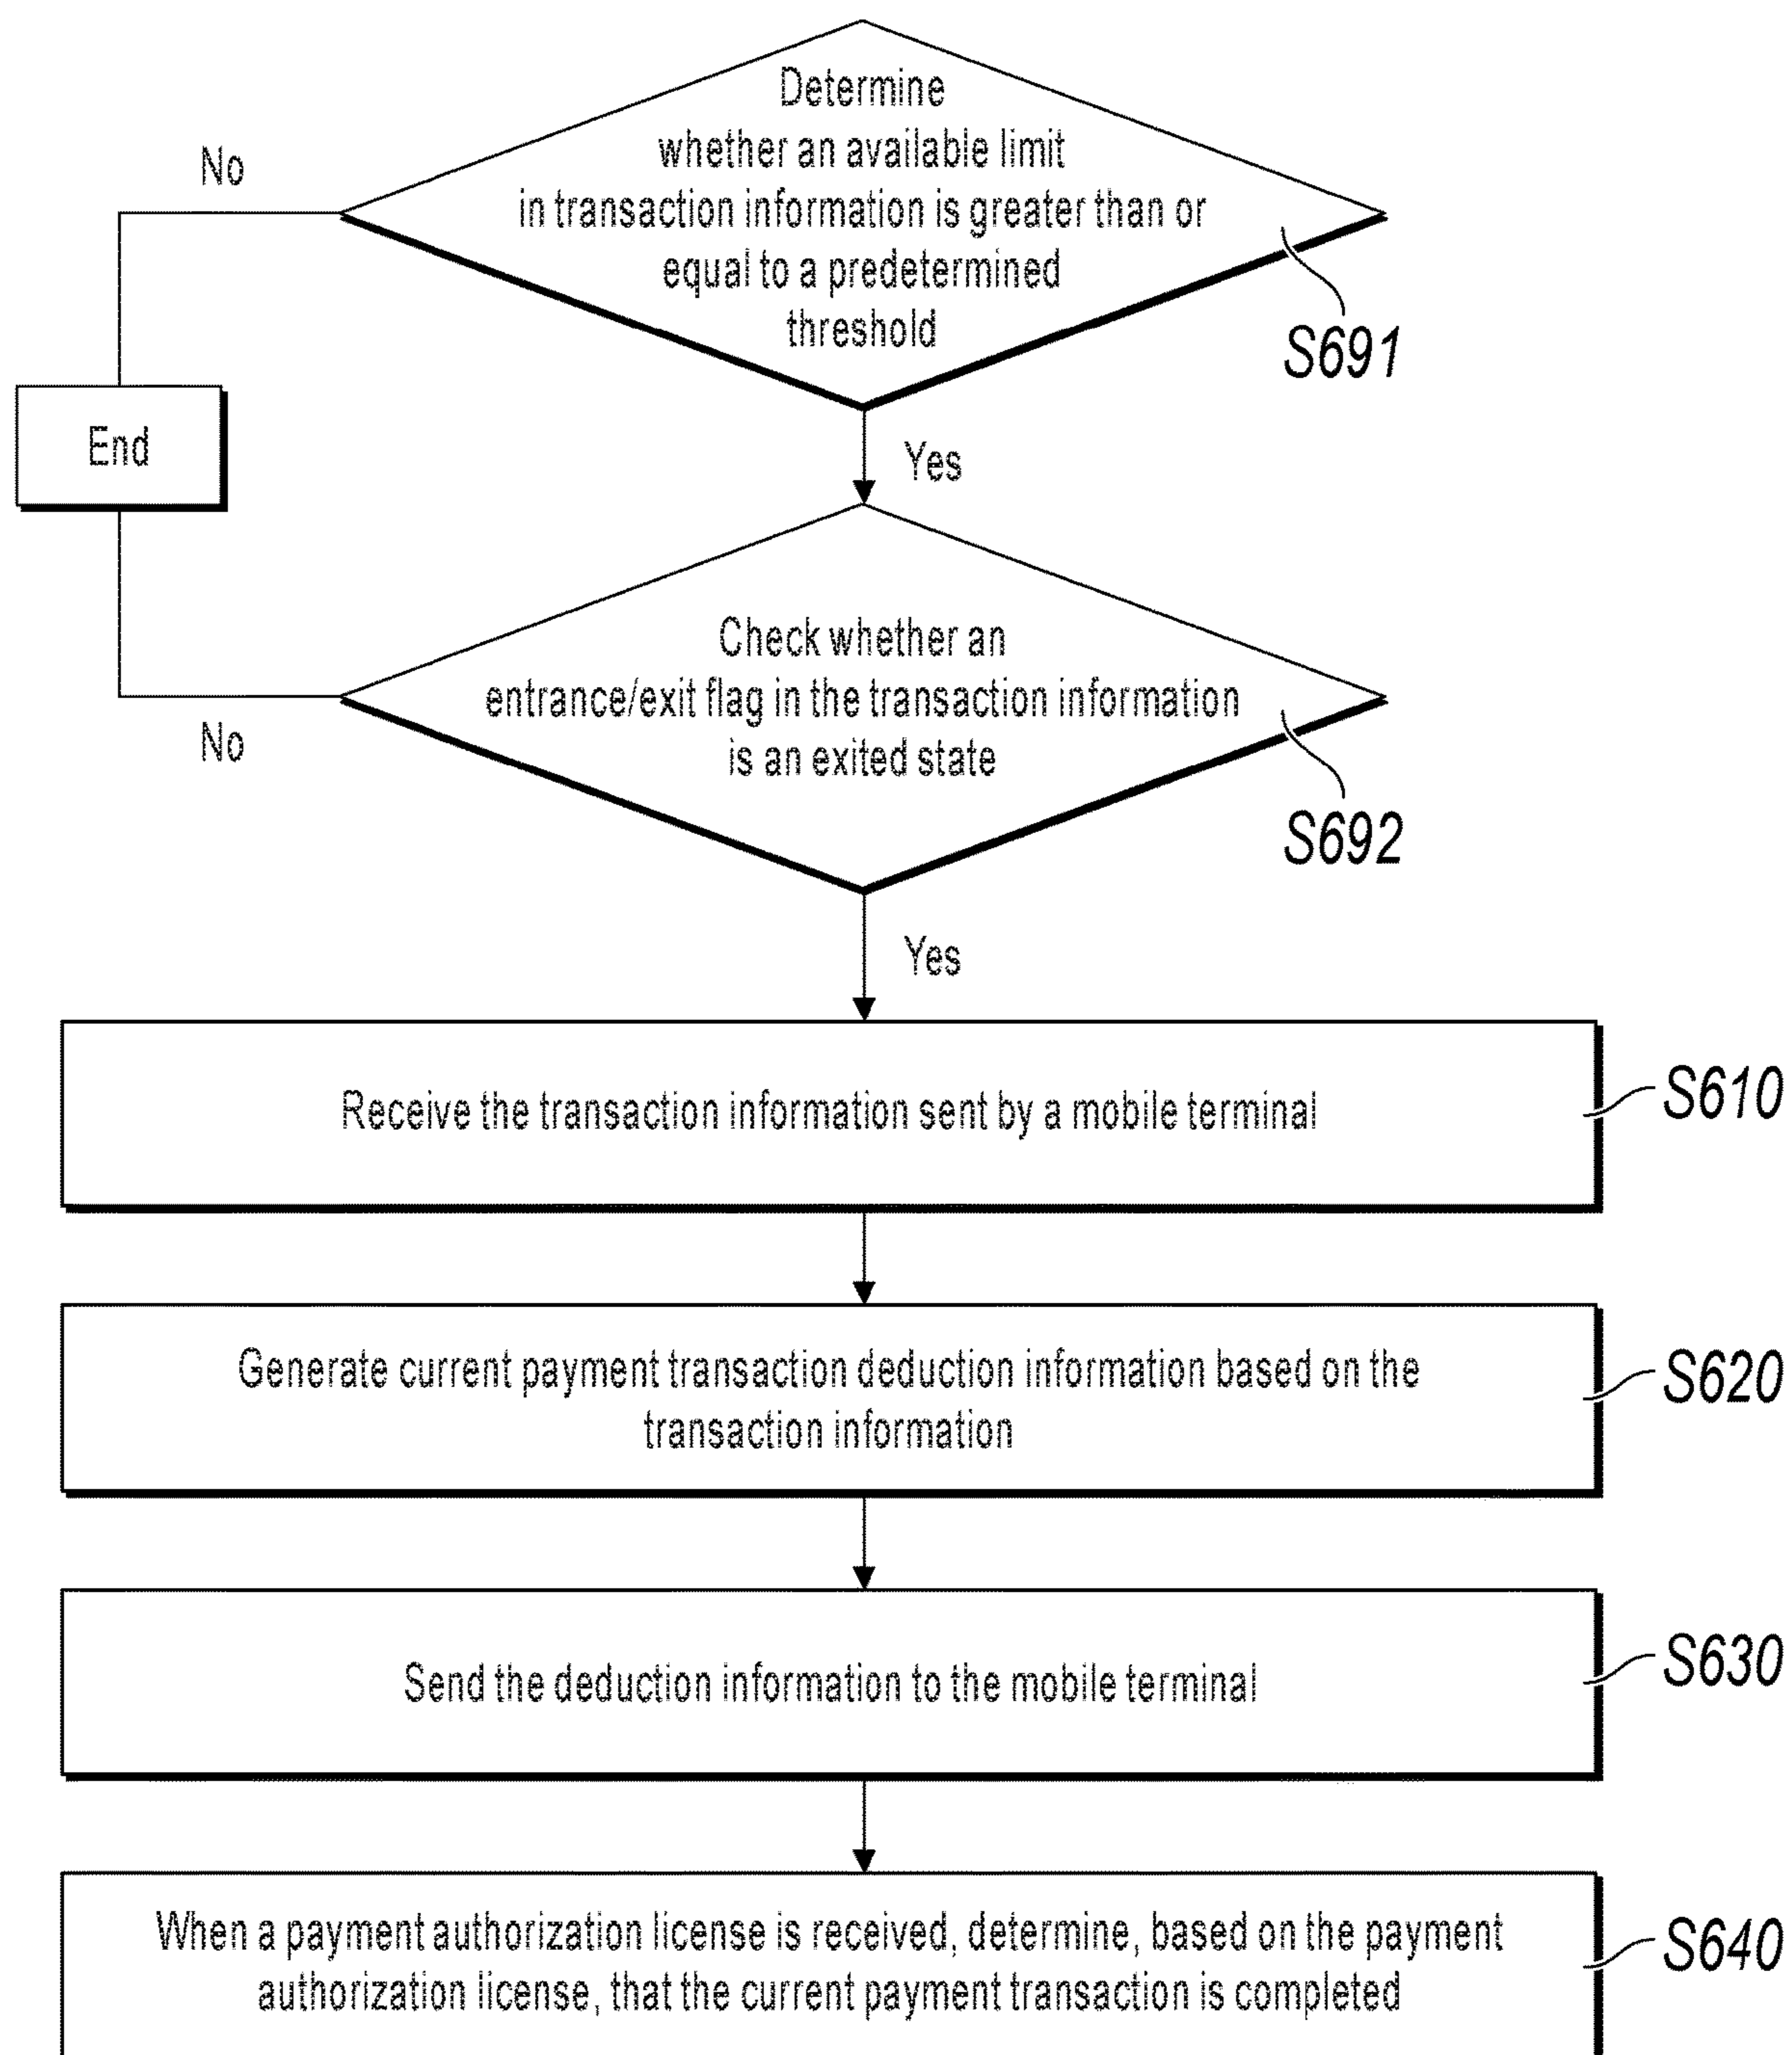 Determine
whether an available limit
in transaction information is greater than or
equal to a predetermined
threshold
No
S691
End
Yes
Check whether an
entrance/exit flag in the transaction information
is an exited state
No
S692
Yes
Receive the transaction information sent by a mobile terminal
S610
Generate current payment transaction deduction information based on the
transaction information
S620
Send the deduction information to the mobile terminal
S630
When a payment authorization license is received, determine, based on the payment
authorization license, that the current payment transaction is completed
S640